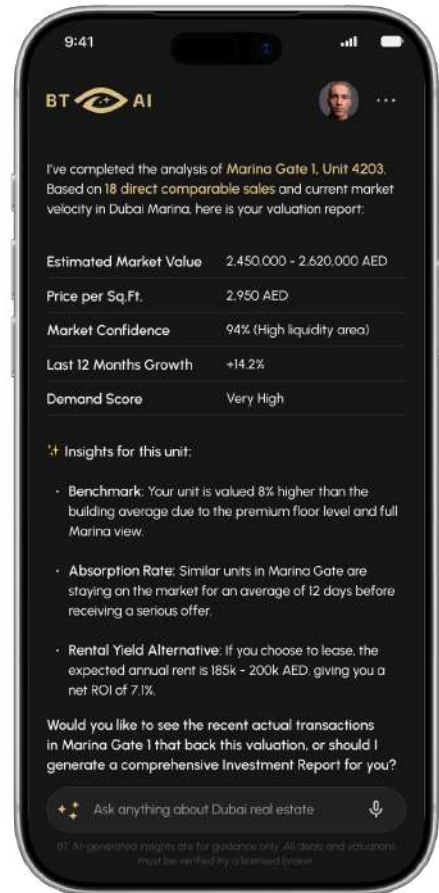 9:41
BT AI
I've completed the analysis of Marina Gate 1, Unit 4203.
Based on 18 direct comparable sales and current market
velocity in Dubai Marina, here is your valuation report:
Estimated Market Value 2,450,000 - 2,620,000 AED
Price per Sq.Ft. 2,950 AED
Market Confidence 94% (High liquidity area)
Last 12 Months Growth +14.2%
Demand Score Very High
Insights for this unit:
• Benchmark: Your unit is valued 8% higher than the
building average due to the premium floor level and full
Marina view.
• Absorption Rate: Similar units in Marina Gate are
staying on the market for an average of 12 days before
receiving a serious offer.
• Rental Yield Alternative: If you choose to lease, the
expected annual rent is 185k - 200k AED, giving you a
net ROI of 7.1%.
Would you like to see the recent actual transactions
in Marina Gate 1 that back this valuation, or should I
generate a comprehensive Investment Report for you?
Ask anything about Dubai real estate
BT AI-generated insights are for guidance only. All deals and valuations
must be verified by a licensed broker